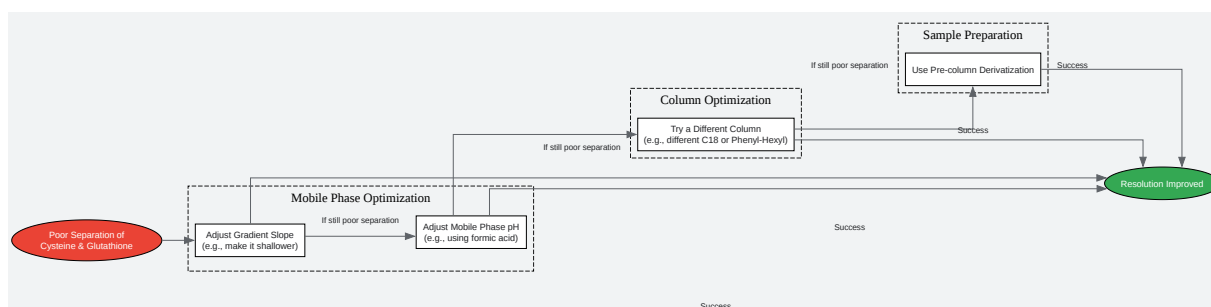 Sample Preparation
If still poor separation
Use Pre-column Derivatization
Success
Column Optimization
Try a Different Column
(e.g., different C18 or Phenyl-Hexyl)
Success
If still poor separation
Resolution Improved
Mobile Phase Optimization
If still poor separation
Adjust Gradient Slope
(e.g., make it shallower)
Adjust Mobile Phase pH
(e.g., using formic acid)
Poor Separation of
Cysteine & Glutathione
Success
Success